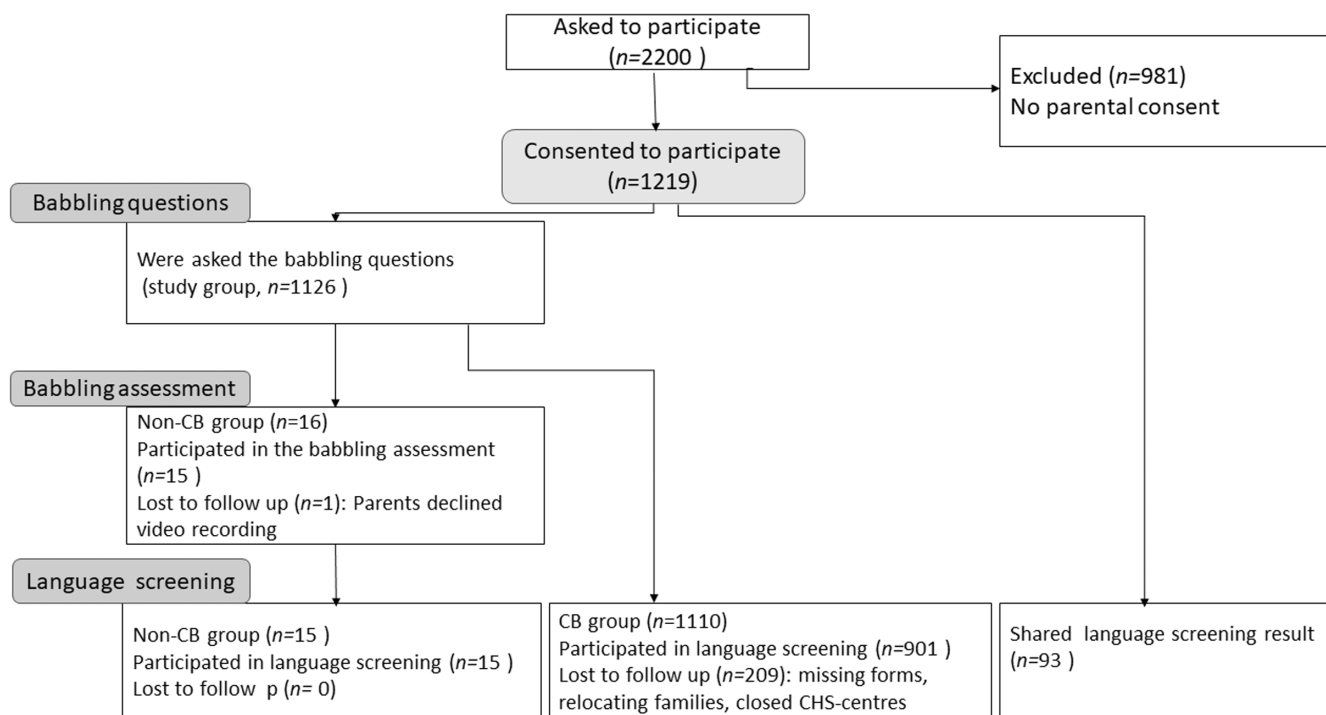 Asked to participate
(n=2200 )
Excluded (n=981)
No parental consent
Consented to participate
(n=1219)
Babbling questions
Were asked the babbling questions
(study group, n=1126 )
Babbling assessment
Non-CB group (n=16)
Participated in the babbling assessment
(n=15 )
Lost to follow up (n=1): Parents declined
video recording
Language screening
Non-CB group (n=15 )
Participated in language screening (n=15 )
Lost to follow p (n= 0)
CB group (n=1110)
Participated in language screening (n=901 )
Lost to follow up (n=209): missing forms,
relocating families, closed CHS-centres
Shared language screening result
(n=93 )